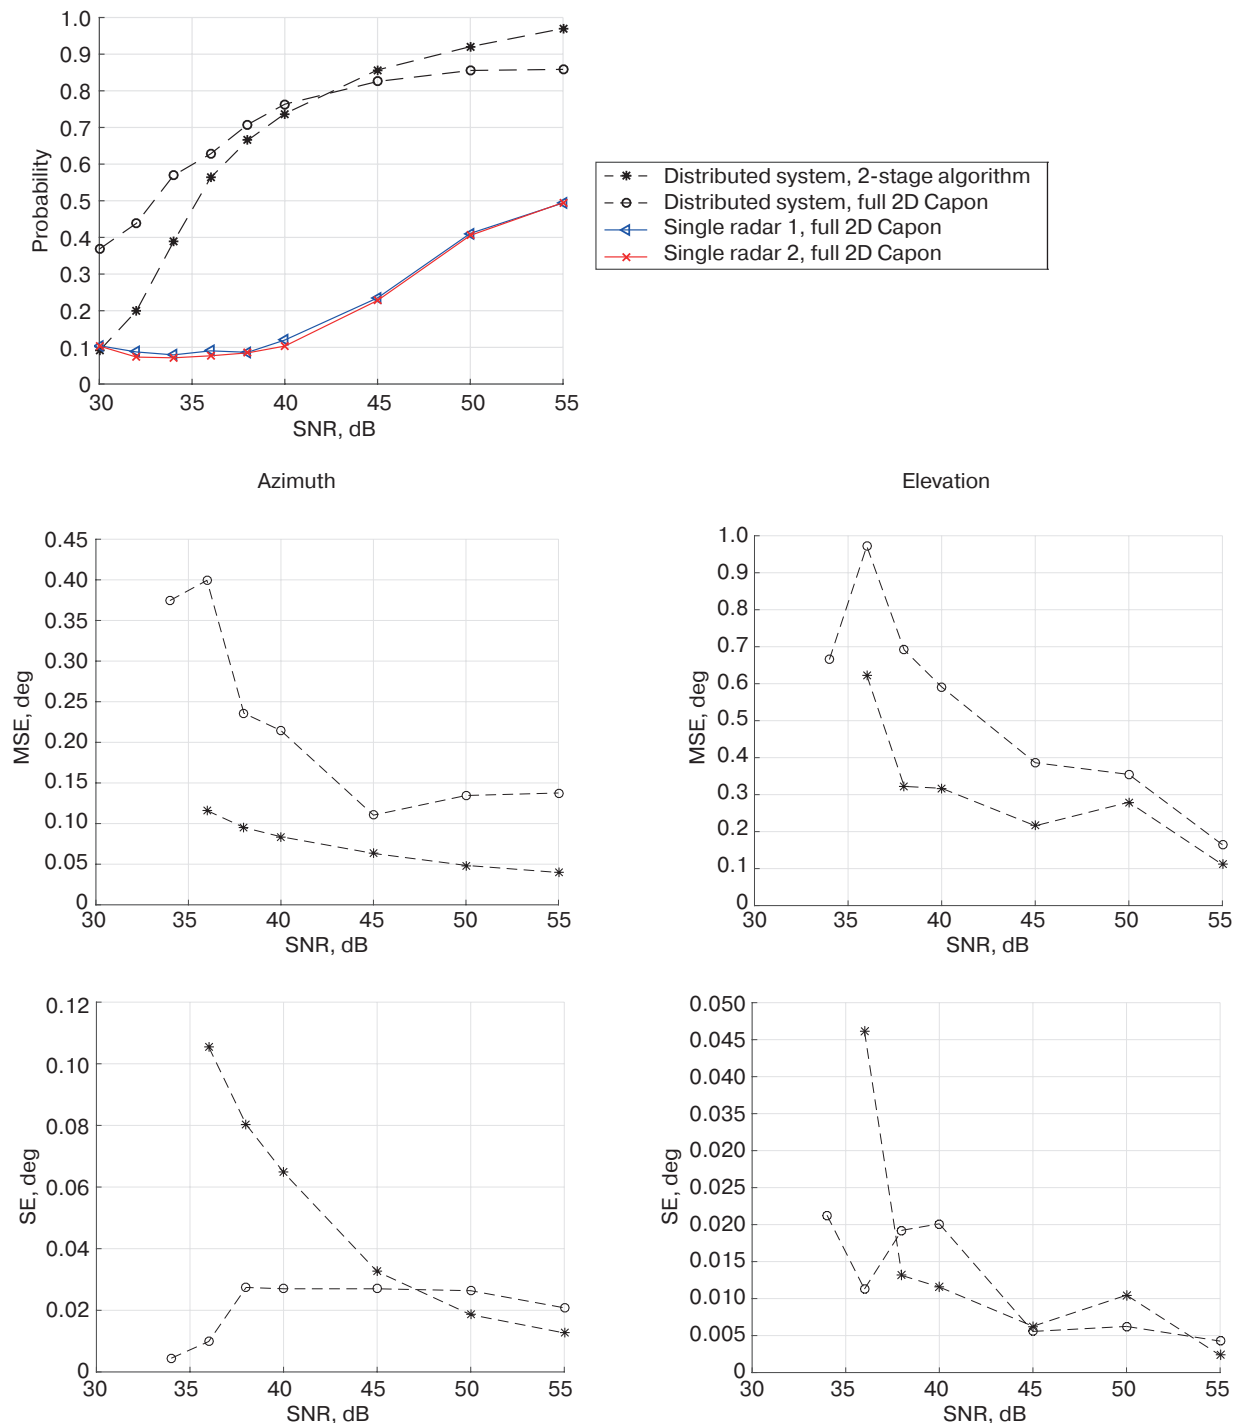 1.0
0.9
0.8
0.7
0.6
0.5
0.4
0.3
0.2
0.1
0
Probability
30 35 40 45 50 55
SNR, dB
Distributed system, 2-stage algorithm
Distributed system, full 2D Capon
Single radar 1, full 2D Capon
Single radar 2, full 2D Capon
Azimuth
0.45
0.40
0.35
0.30
0.25
0.20
0.15
0.10
0.05
0
MSE, deg
30 35 40 45 50 55
SNR, dB
Elevation
1.0
0.9
0.8
0.7
0.6
0.5
0.4
0.3
0.2
0.1
0
MSE, deg
30 35 40 45 50 55
SNR, dB
0.12
0.10
0.08
0.06
0.04
0.02
0
SE, deg
30 35 40 45 50 55
SNR, dB
0.050
0.045
0.040
0.035
0.030
0.025
0.020
0.015
0.010
0.005
0
SE, deg
30 35 40 45 50 55
SNR, dB